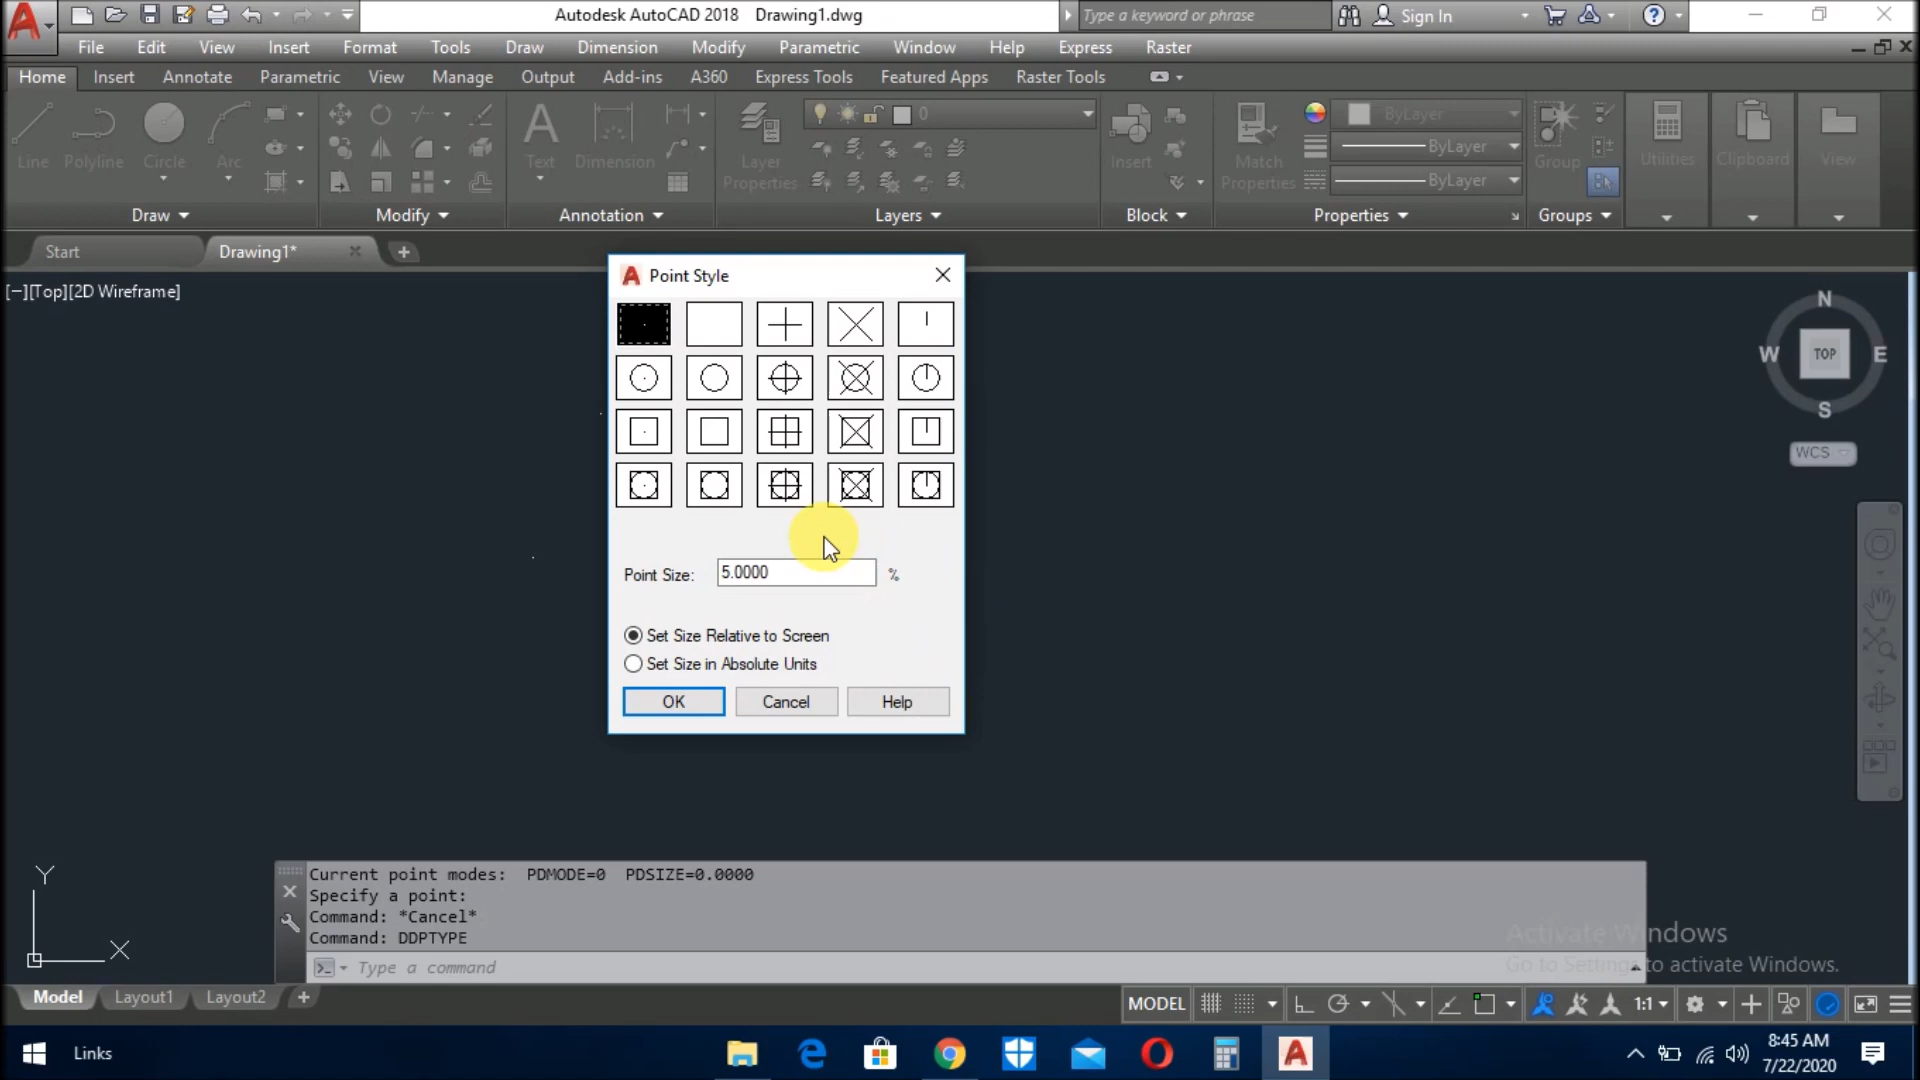 Autodesk AutoCAD 2018 Drawing1.dwg
Type a keyword or phrase
Sign In
File Edit View Insert Format Tools Draw Dimension Modify Parametric Window Help Express Raster
Home Insert Annotate Parametric View Manage Output Add-ins A360 Express Tools Featured Apps Raster Tools
0
ByLayer
ByLayer
ByLayer
Line Polyline Circle Arc Text Dimension
Layer Properties
Insert
Match Properties
Group
Utilities Clipboard View
Draw Modify Annotation Layers Block Properties Groups
Start Drawing1*
[−][Top][2D Wireframe]
Point Style
Point Size: 5.0000 %
Set Size Relative to Screen
Set Size in Absolute Units
OK Cancel Help
N
W TOP E
S
WCS
Y
X
Current point modes: PDMODE=0 PDSIZE=0.0000
Specify a point:
Command: *Cancel*
Command: DDPTYPE
Type a command
Activate Windows
Go to Settings to activate Windows.
Model Layout1 Layout2
MODEL 1:1
Links
8:45 AM
7/22/2020